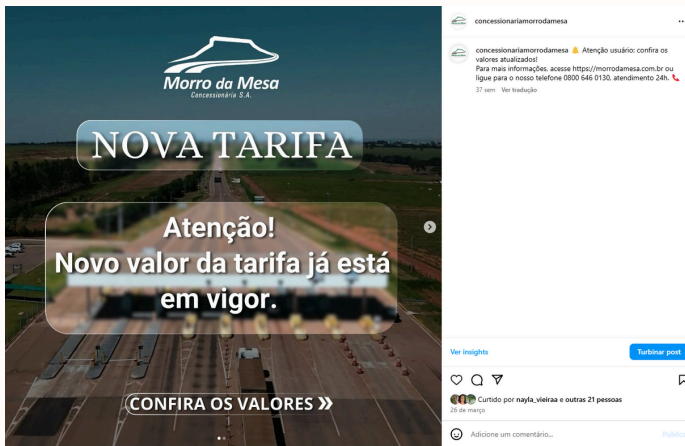 Morro da Mesa
Concessionária S.A.
NOVA TARIFA
Atenção!
Novo valor da tarifa já está
em vigor.
CONFIRA OS VALORES »
concessionariamorrodamesa
concessionariamorrodamesa 🔔 Atenção usuário: confira os
valores atualizados!
Para mais informações, acesse https://morrodamesa.com.br ou
ligue para o nosso telefone 0800 646 0130, atendimento 24h. 📞
37 sem Ver tradução
Ver insights
Turbinar post
Curtido por nayla_vieiraa e outras 21 pessoas
26 de março
Adicione um comentário...